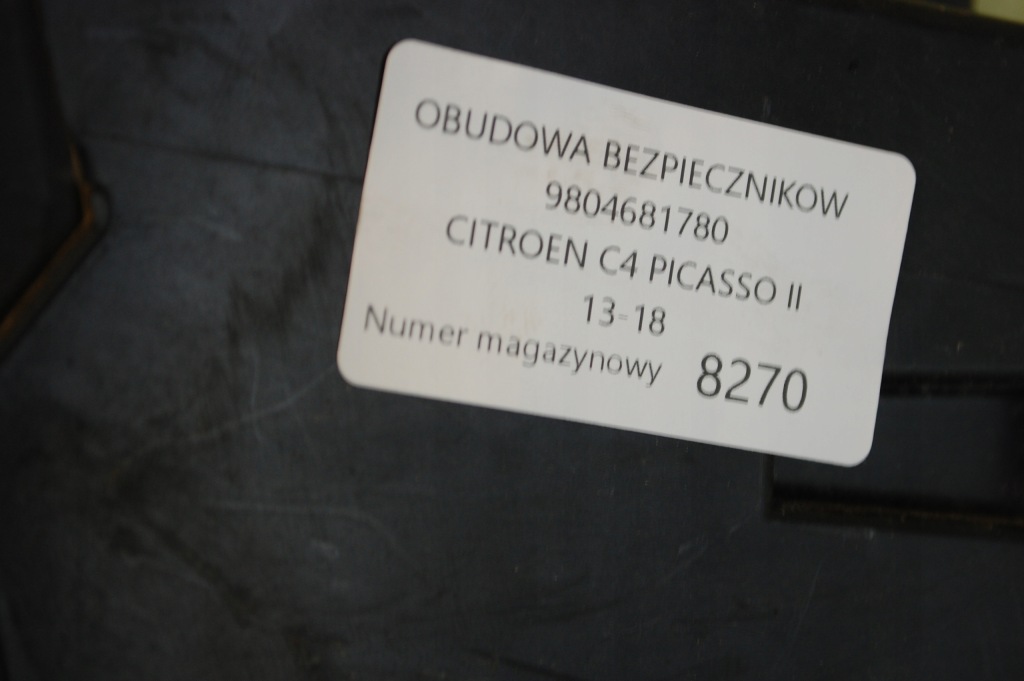 OBUDOWA BEZPIECZNIKOW
9804681780
CITROEN C4 PICASSO II
13-18
Numer magazynowy 8270